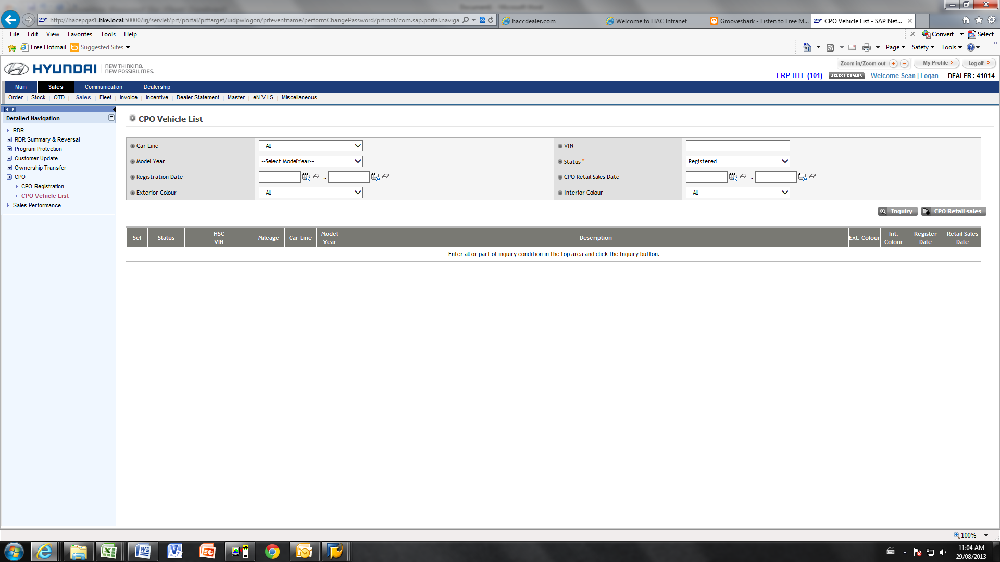 http://hacepqas1.hke.local:50000/irj/servlet/prt/portal/prttarget/uidpwlogon/prteventname/performChangePassword/prtroot/com.sap.portal.naviga
haccdealer.com
Welcome to HAC Intranet
Grooveshark - Listen to Free M...
CPO Vehicle List - SAP Net...
File Edit View Favorites Tools Help
Convert
Select
Free Hotmail
Suggested Sites
Page
Safety
Tools
HYUNDAI
NEW THINKING.
NEW POSSIBILITIES.
Zoom in/Zoom out
My Profile
Log off
ERP HTE (101)
SELECT DEALER
Welcome Sean | Logan
DEALER : 41014
Main Sales Communication Dealership
Order | Stock | OTD | Sales | Fleet | Invoice | Incentive | Dealer Statement | Master | eN.V.I.S | Miscellaneous
Detailed Navigation
RDR
RDR Summary & Reversal
Program Protection
Customer Update
Ownership Transfer
CPO
CPO-Registration
CPO Vehicle List
Sales Performance
CPO Vehicle List
Car Line --All-- VIN
Model Year --Select ModelYear-- Status * Registered
Registration Date ~ CPO Retail Sales Date ~
Exterior Colour --All-- Interior Colour --All--
Inquiry
CPO Retail sales
Sel
Status
HSC
VIN
Mileage
Car Line
Model
Year
Description
Ext. Colour
Int.
Colour
Register
Date
Retail Sales
Date
Enter all or part of inquiry condition in the top area and click the Inquiry button.
100%
11:04 AM
29/08/2013